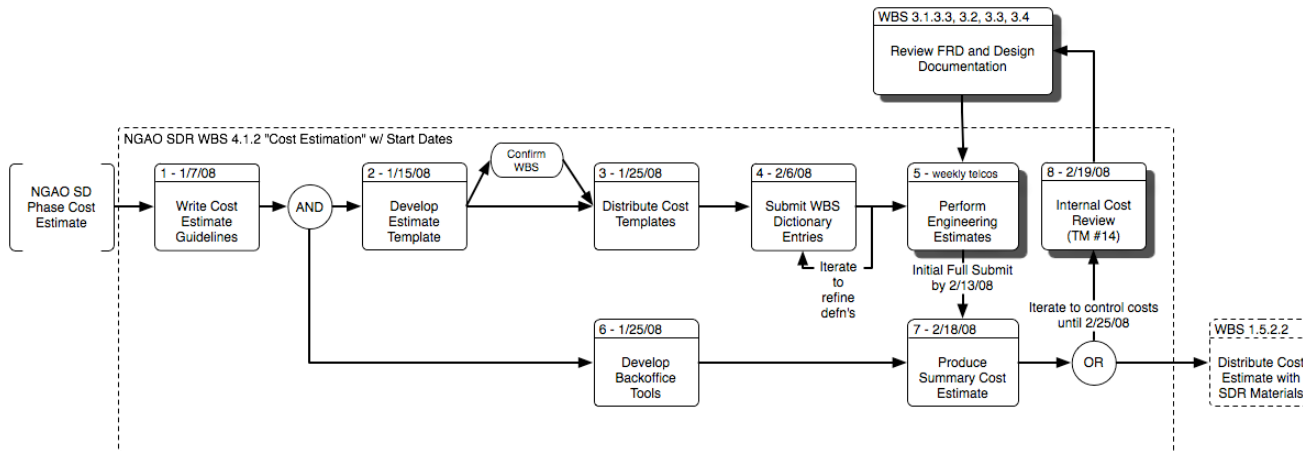 WBS 3.1.3.3, 3.2, 3.3, 3.4
Review FRD and Design
Documentation
NGAO SDR WBS 4.1.2 "Cost Estimation" w/ Start Dates
NGAO SD
Phase Cost
Estimate
1 - 1/7/08
Write Cost
Estimate
Guidelines
AND
2 - 1/15/08
Develop
Estimate
Template
Confirm
WBS
3 - 1/25/08
Distribute Cost
Templates
4 - 2/6/08
Submit WBS
Dictionary
Entries
Iterate
to
refine
defn's
5 - weekly telcos
Perform
Engineering
Estimates
Initial Full Submit
by 2/13/08
8 - 2/19/08
Internal Cost
Review
(TM #14)
Iterate to control costs
until 2/25/08
6 - 1/25/08
Develop
Backoffice
Tools
7 - 2/18/08
Produce
Summary Cost
Estimate
OR
WBS 1.5.2.2
Distribute Cost
Estimate with
SDR Materials